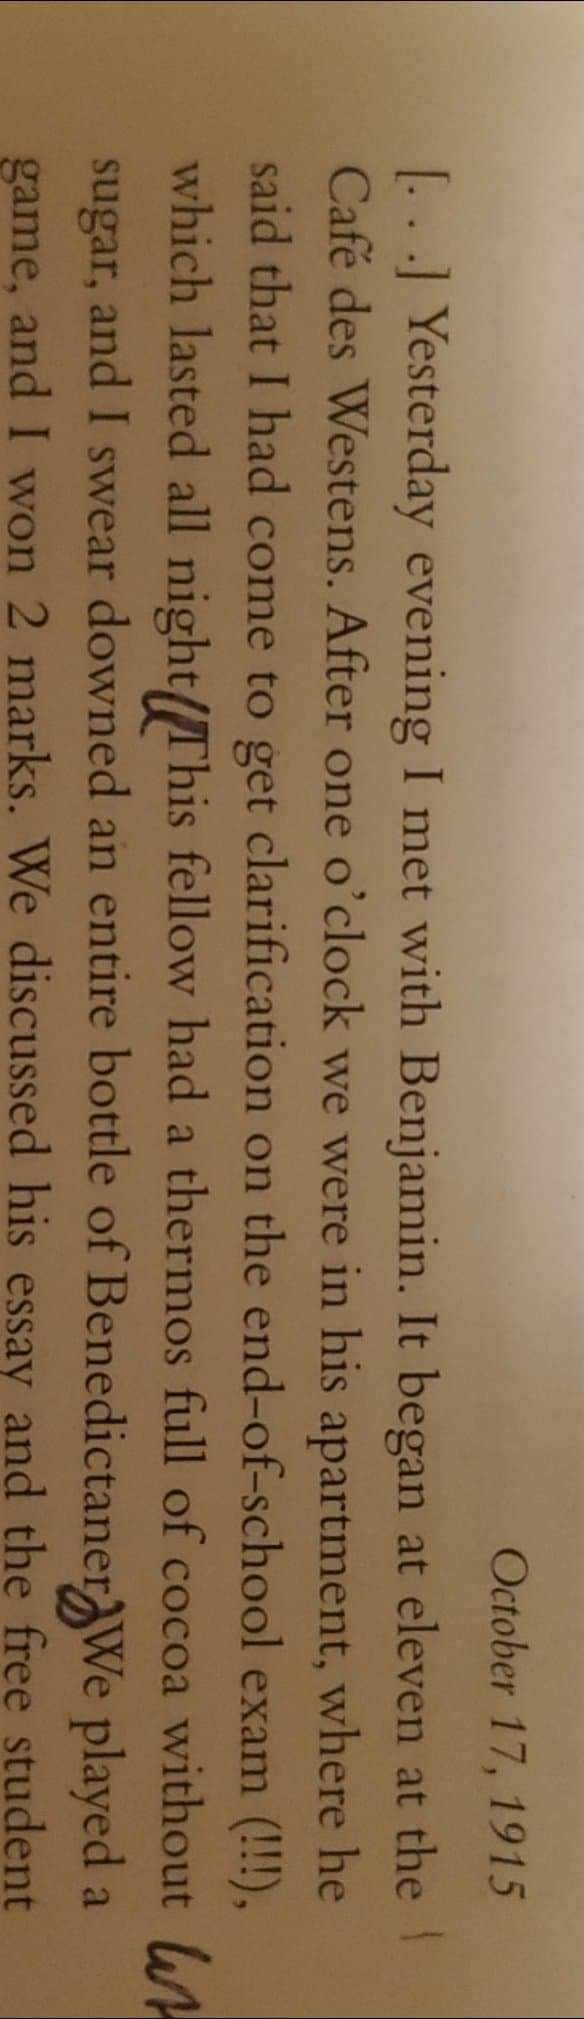 October 17, 1915
[. . .] Yesterday evening I met with Benjamin. It began at eleven at the
Café des Westens. After one o'clock we were in his apartment, where he
said that I had come to get clarification on the end-of-school exam (!!!),
which lasted all night. This fellow had a thermos full of cocoa without
sugar, and I swear downed an entire bottle of Benedictaner. We played a
game, and I won 2 marks. We discussed his essay and the free student